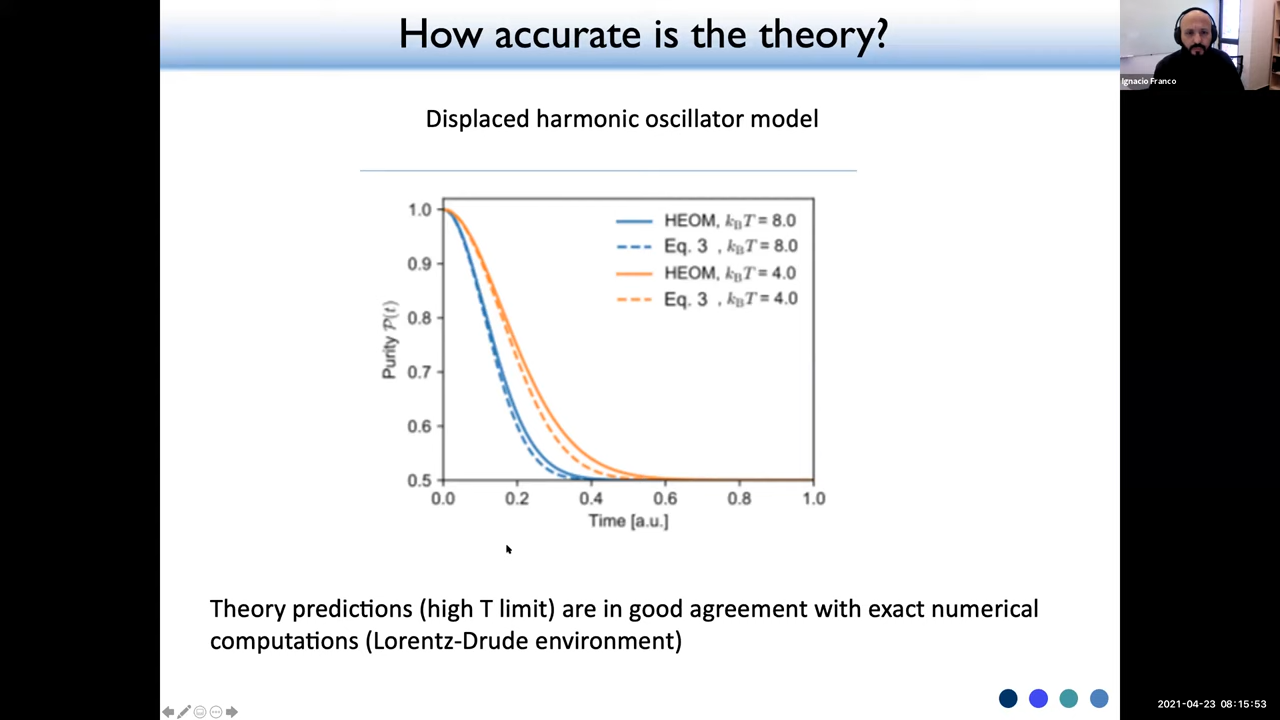 How accurate is the theory?
Ignacio Franco
Displaced harmonic oscillator model
HEOM, k_BT = 8.0
Eq. 3 , k_BT = 8.0
HEOM, k_BT = 4.0
Eq. 3 , k_BT = 4.0
Purity 𝒫(t)
1.0
0.9
0.8
0.7
0.6
0.5
0.0 0.2 0.4 0.6 0.8 1.0
Time [a.u.]
Theory predictions (high T limit) are in good agreement with exact numerical
computations (Lorentz-Drude environment)
2021-04-23 08:15:53